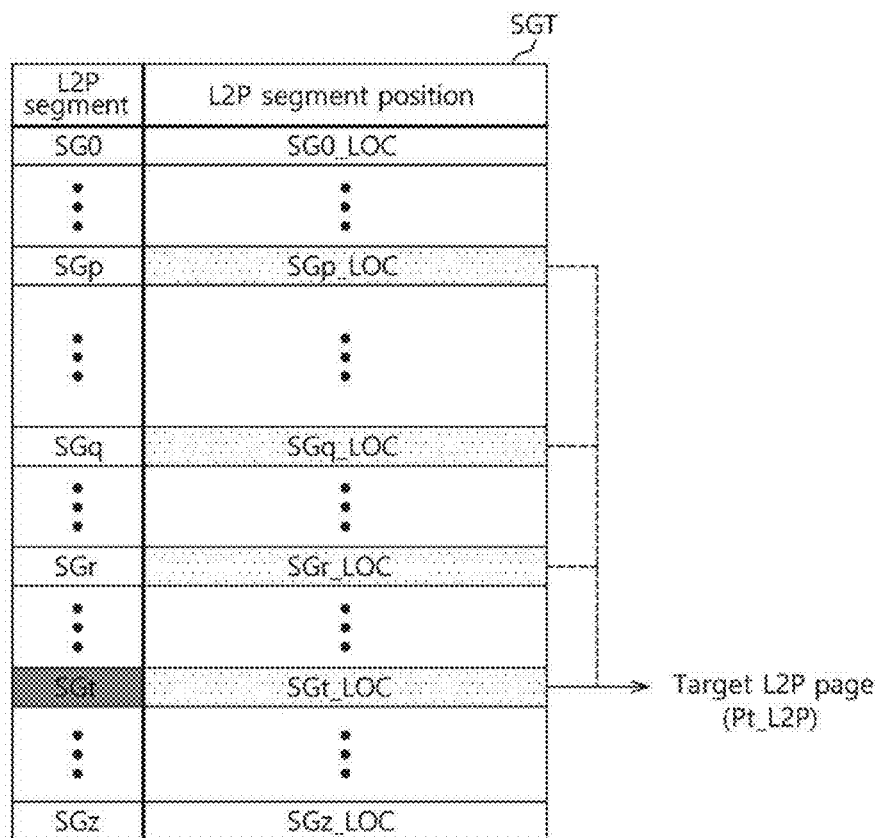 SGT
L2P segment
L2P segment position
SG0
SG0_LOC
SGp
SGp_LOC
SGq
SGq_LOC
SGr
SGr_LOC
SGt
SGt_LOC
Target L2P page
(Pt_L2P)
SGz
SGz_LOC